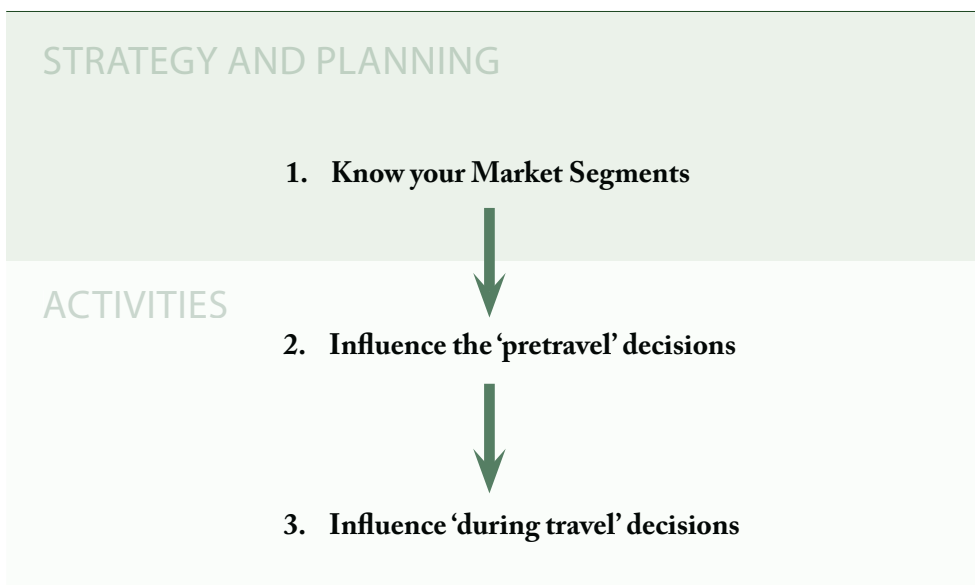 STRATEGY AND PLANNING
1. Know your Market Segments
ACTIVITIES
2. Influence the ‘pretravel’ decisions
3. Influence ‘during travel’ decisions